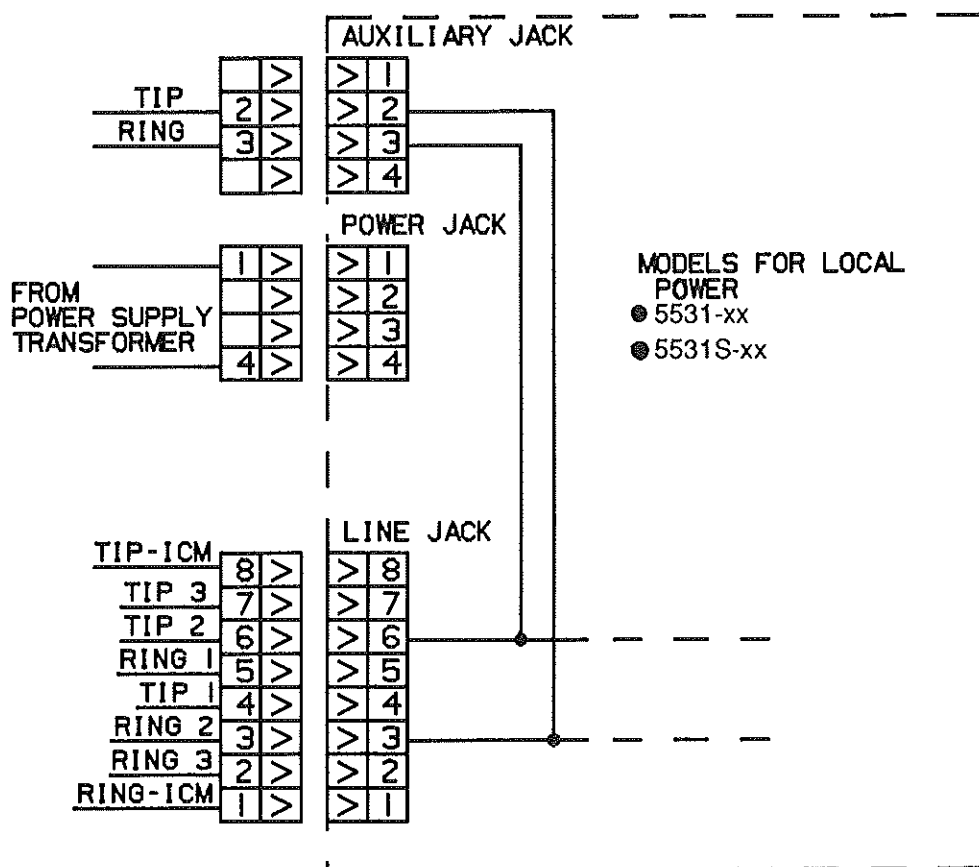 AUXILIARY JACK
> > 1
TIP 2 > > 2
RING 3 > > 3
> > 4
POWER JACK
1 > > 1
> > 2
> > 3
4 > > 4
FROM
POWER SUPPLY
TRANSFORMER
MODELS FOR LOCAL
POWER
● 5531-xx
● 5531S-xx
LINE JACK
TIP-ICM 8 > > 8
TIP 3 7 > > 7
TIP 2 6 > > 6
RING 1 5 > > 5
TIP 1 4 > > 4
RING 2 3 > > 3
RING 3 2 > > 2
RING-ICM 1 > > 1